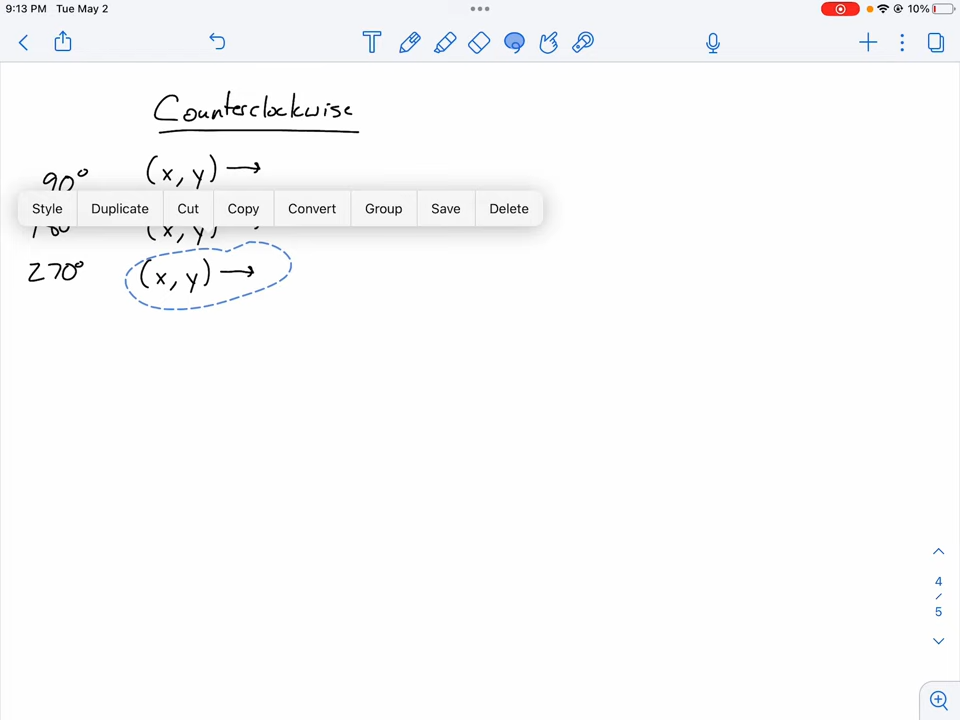 9:13 PM Tue May 2
10%
T
Counterclockwise
90° (x, y) →
Style Duplicate Cut Copy Convert Group Save Delete
180° (x, y) →
270° (x, y) →
4
/
5